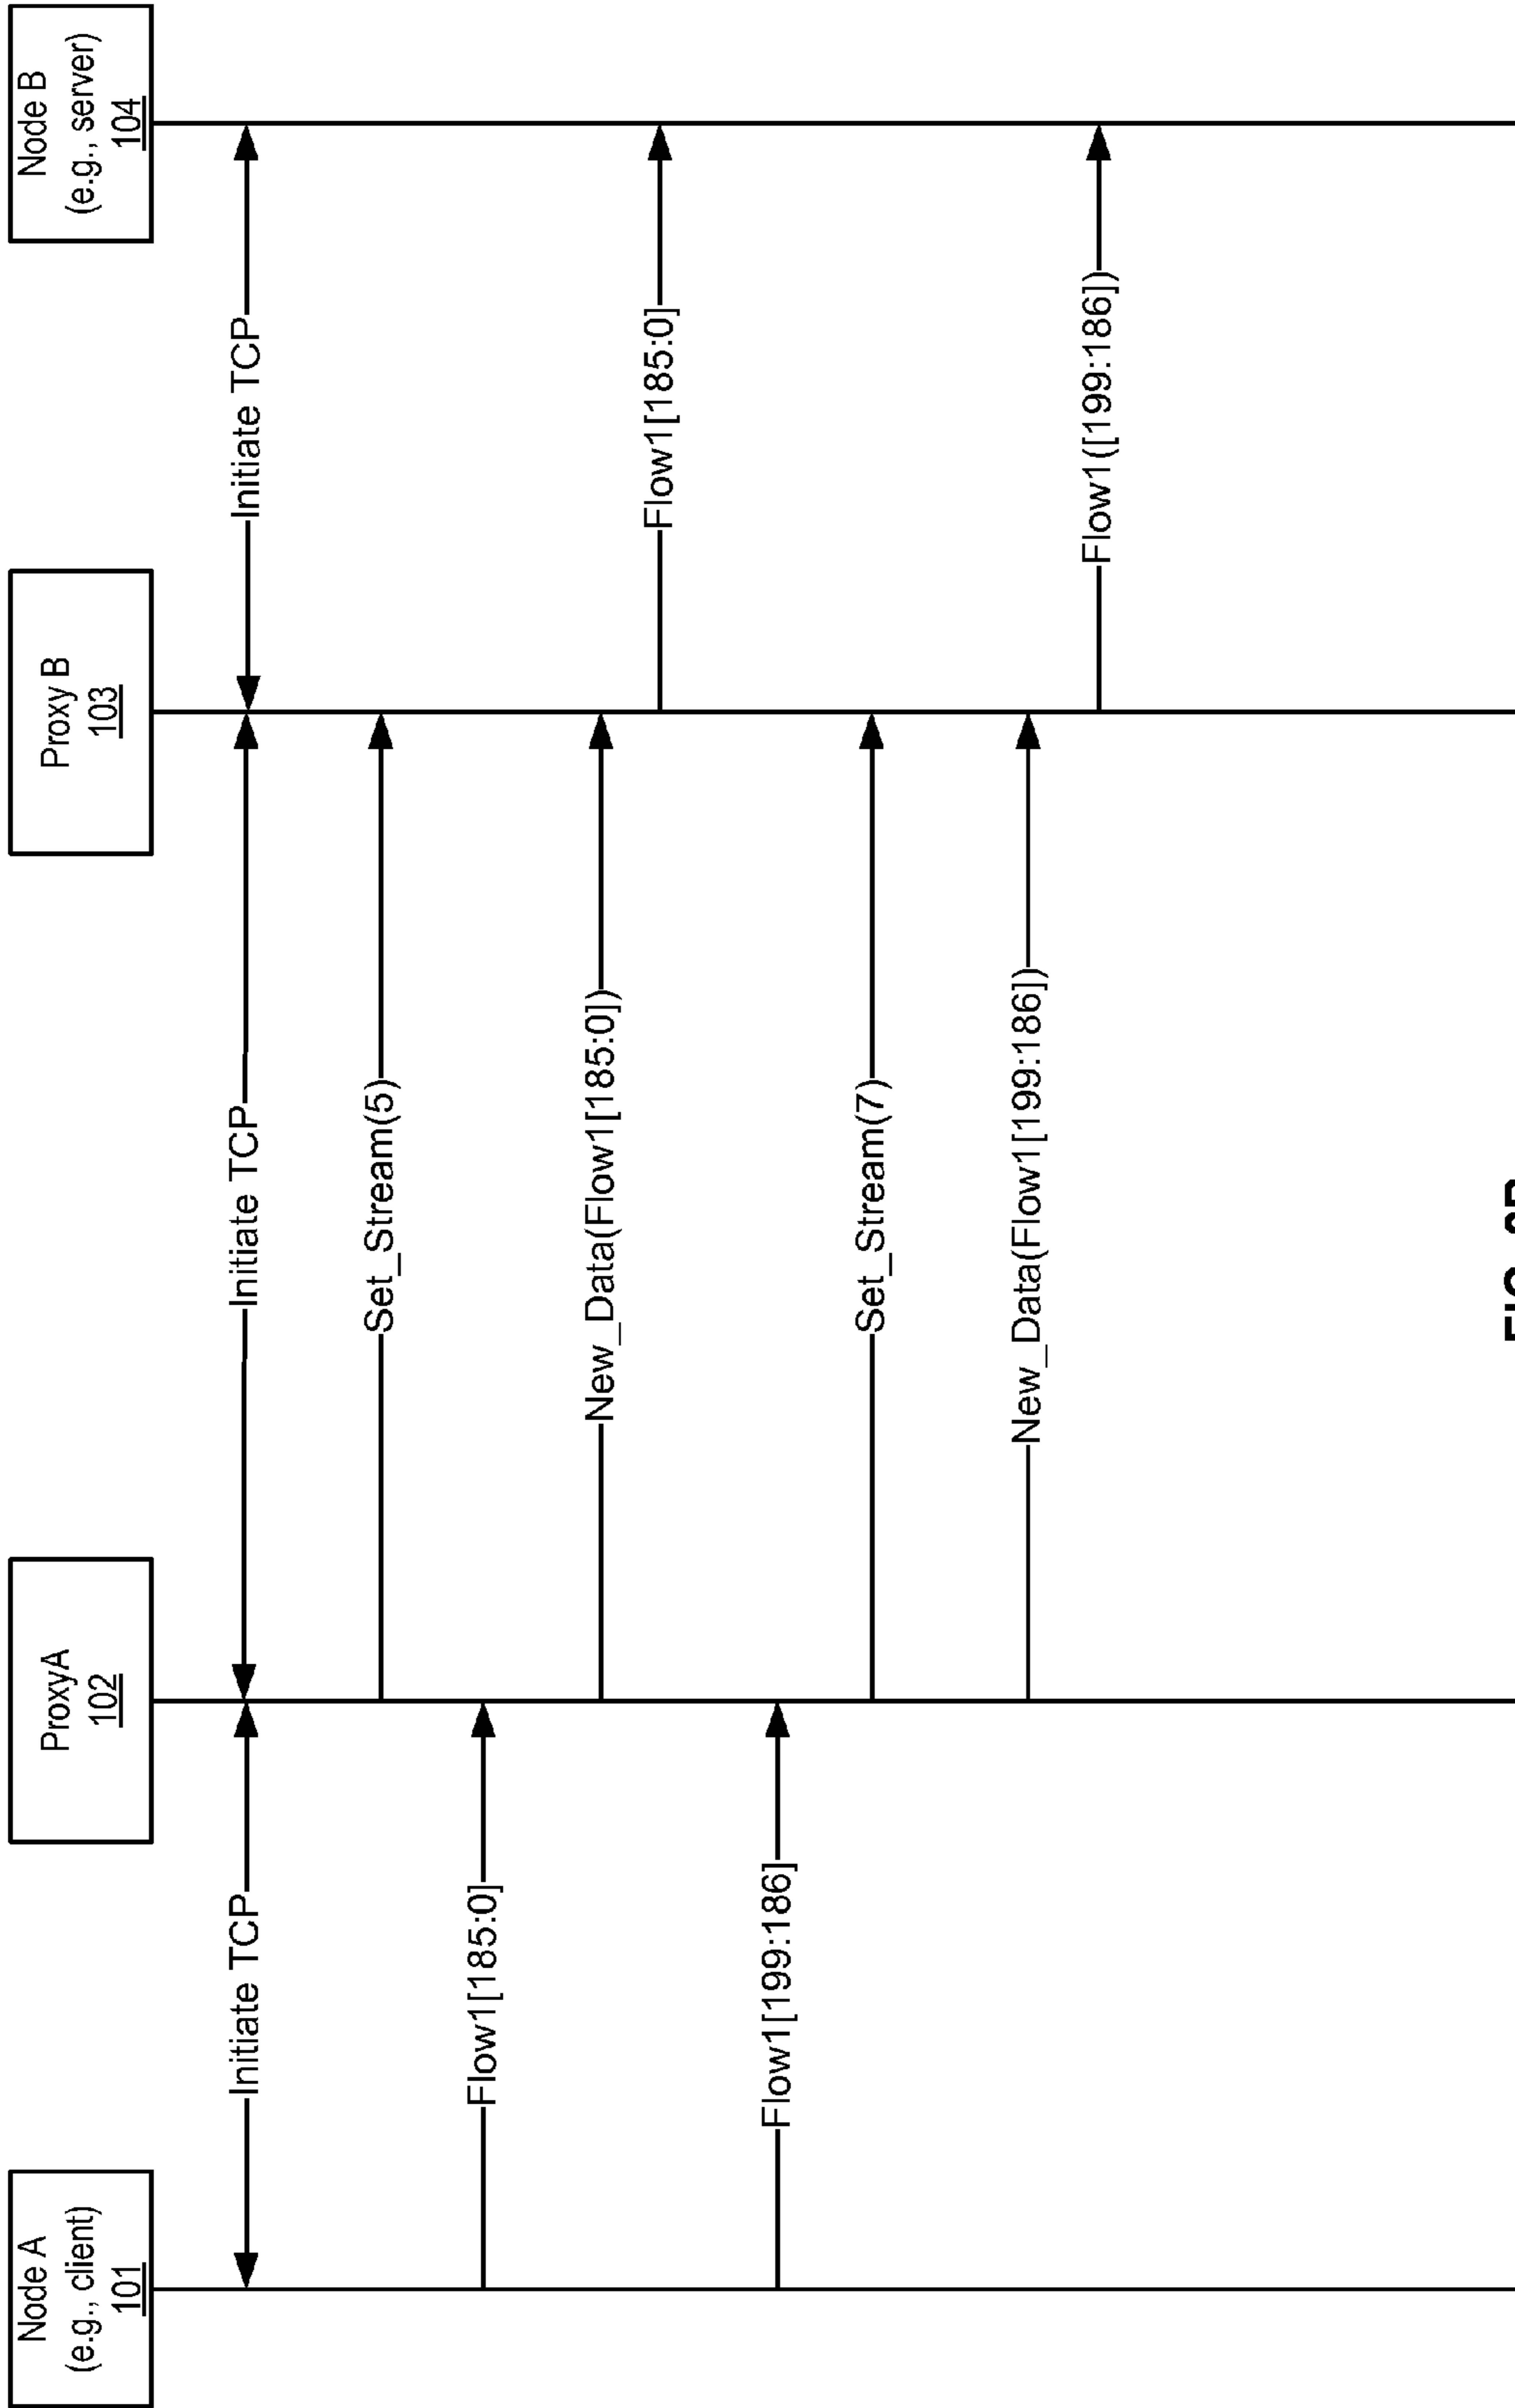 Node A
(e.g., client)
101
ProxyA
102
Proxy B
103
Node B
(e.g., server)
104
Initiate TCP
Initiate TCP
Initiate TCP
Set_Stream(5)
Flow1[185:0]
New_Data(Flow1[185:0])
Flow1[185:0]
Flow1[199:186]
Set_Stream(7)
New_Data(Flow1[199:186])
Flow1([199:186])
FIG.